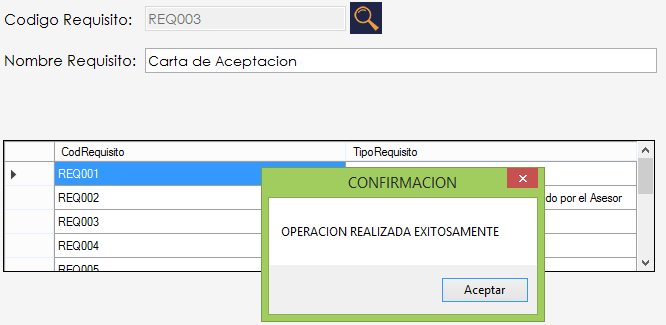 Codigo Requisito: REQ003
Nombre Requisito: Carta de Aceptacion
CodRequisito TipoRequisito
REQ001
REQ002 do por el Asesor
REQ003
REQ004
REQ005
CONFIRMACION
OPERACION REALIZADA EXITOSAMENTE
Aceptar